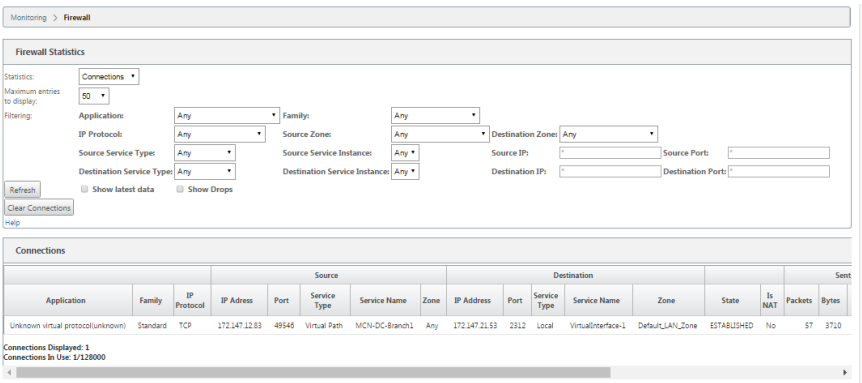 Monitoring > Firewall
Firewall Statistics
Statistics: Connections
Maximum entries to display: 50
Filtering: Application: Any Family: Any
IP Protocol: Any Source Zone: Any Destination Zone: Any
Source Service Type: Any Source Service Instance: Any Source IP: * Source Port: *
Destination Service Type: Any Destination Service Instance: Any Destination IP: * Destination Port: *
Refresh Show latest data Show Drops
Clear Connections
Help
Connections
Source Destination Sent
Application Family IP Protocol IP Adress Port Service Type Service Name Zone IP Address Port Service Type Service Name Zone State Is NAT Packets Bytes
Unknown virtual protocol(unknown) Standard TCP 172.147.12.83 49546 Virtual Path MCN-DC-Branch1 Any 172.147.21.53 2312 Local VirtualInterface-1 Default_LAN_Zone ESTABLISHED No 57 3710
Connections Displayed: 1
Connections In Use: 1/128000